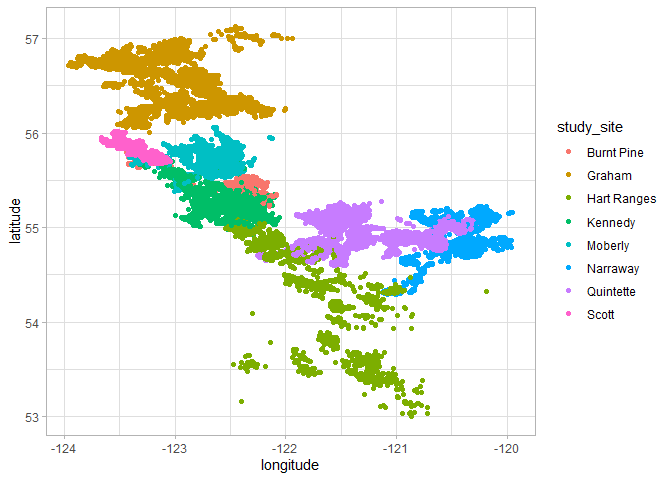 57
56
55
54
53
latitude
-124
-123
-122
-121
-120
longitude
study_site
Burnt Pine
Graham
Hart Ranges
Kennedy
Moberly
Narraway
Quintette
Scott